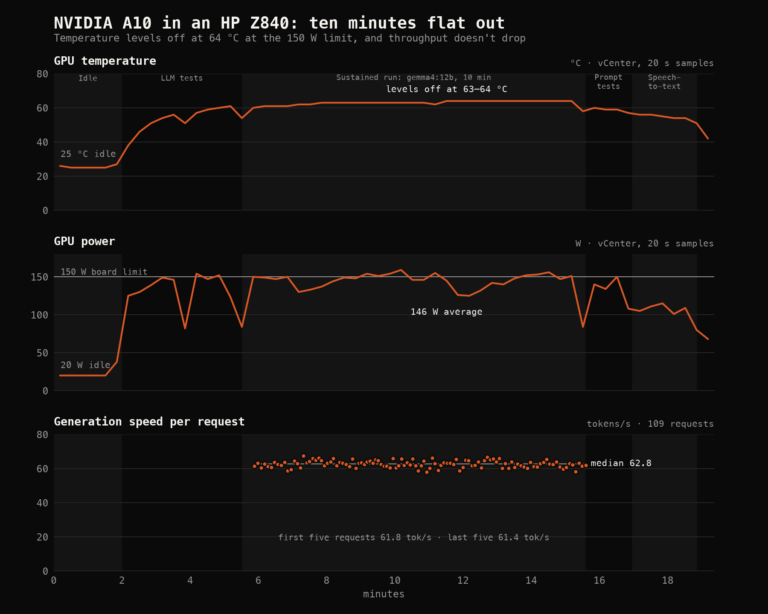 NVIDIA A10 in an HP Z840: ten minutes flat out
Temperature levels off at 64 °C at the 150 W limit, and throughput doesn't drop
GPU temperature
°C · vCenter, 20 s samples
80
60
40
20
0
Idle
LLM tests
Sustained run: gemma4:12b, 10 min
Prompt
tests
Speech-
to-text
levels off at 63–64 °C
25 °C idle
GPU power
W · vCenter, 20 s samples
150
100
50
0
150 W board limit
146 W average
20 W idle
Generation speed per request
tokens/s · 109 requests
80
60
40
20
0
median 62.8
first five requests 61.8 tok/s · last five 61.4 tok/s
0 2 4 6 8 10 12 14 16 18
minutes